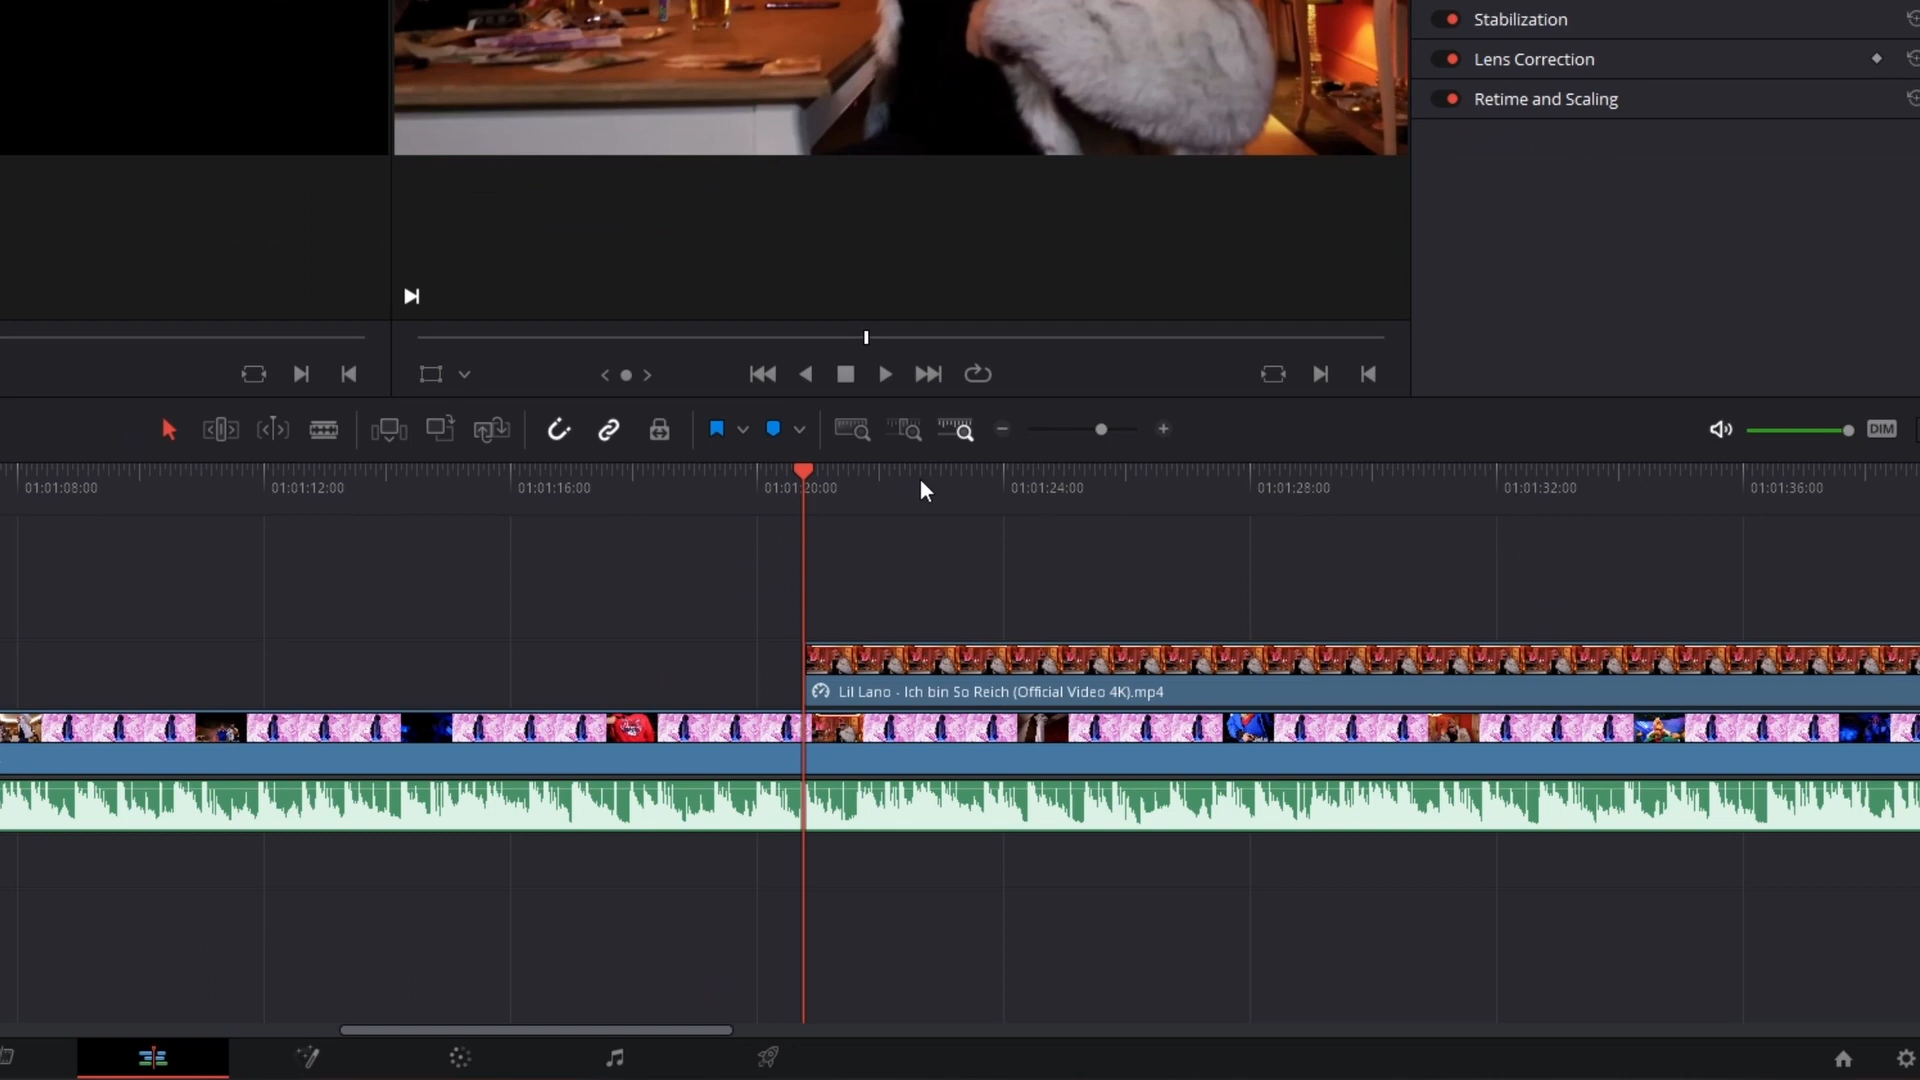 Stabilization
Lens Correction
Retime and Scaling
DIM
01:01:08:00
01:01:12:00
01:01:16:00
01:01:20:00
01:01:24:00
01:01:28:00
01:01:32:00
01:01:36:00
Lil Lano - Ich bin So Reich (Official Video 4K).mp4